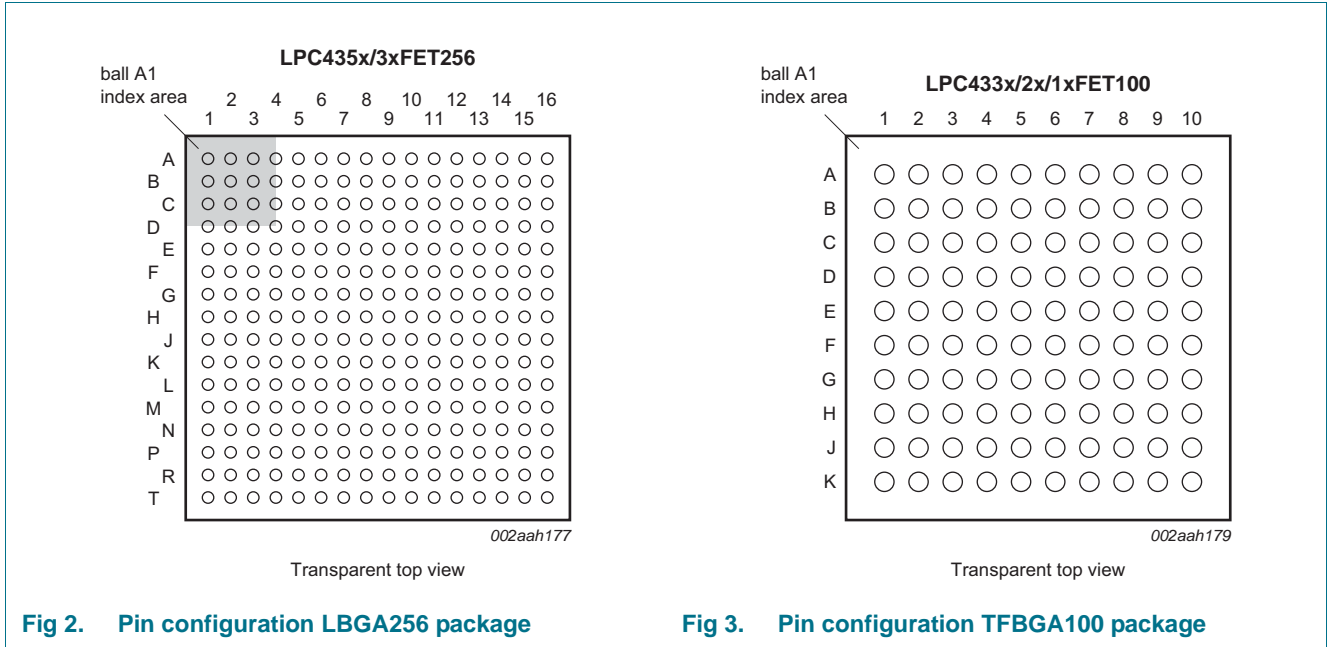 LPC435x/3xFET256
ball A1
index area
2 4 6 8 10 12 14 16
1 3 5 7 9 11 13 15
A
B
C
D
E
F
G
H
J
K
L
M
N
P
R
T
002aah177
Transparent top view
Fig 2. Pin configuration LBGA256 package
ball A1
index area
LPC433x/2x/1xFET100
1 2 3 4 5 6 7 8 9 10
A
B
C
D
E
F
G
H
J
K
002aah179
Transparent top view
Fig 3. Pin configuration TFBGA100 package